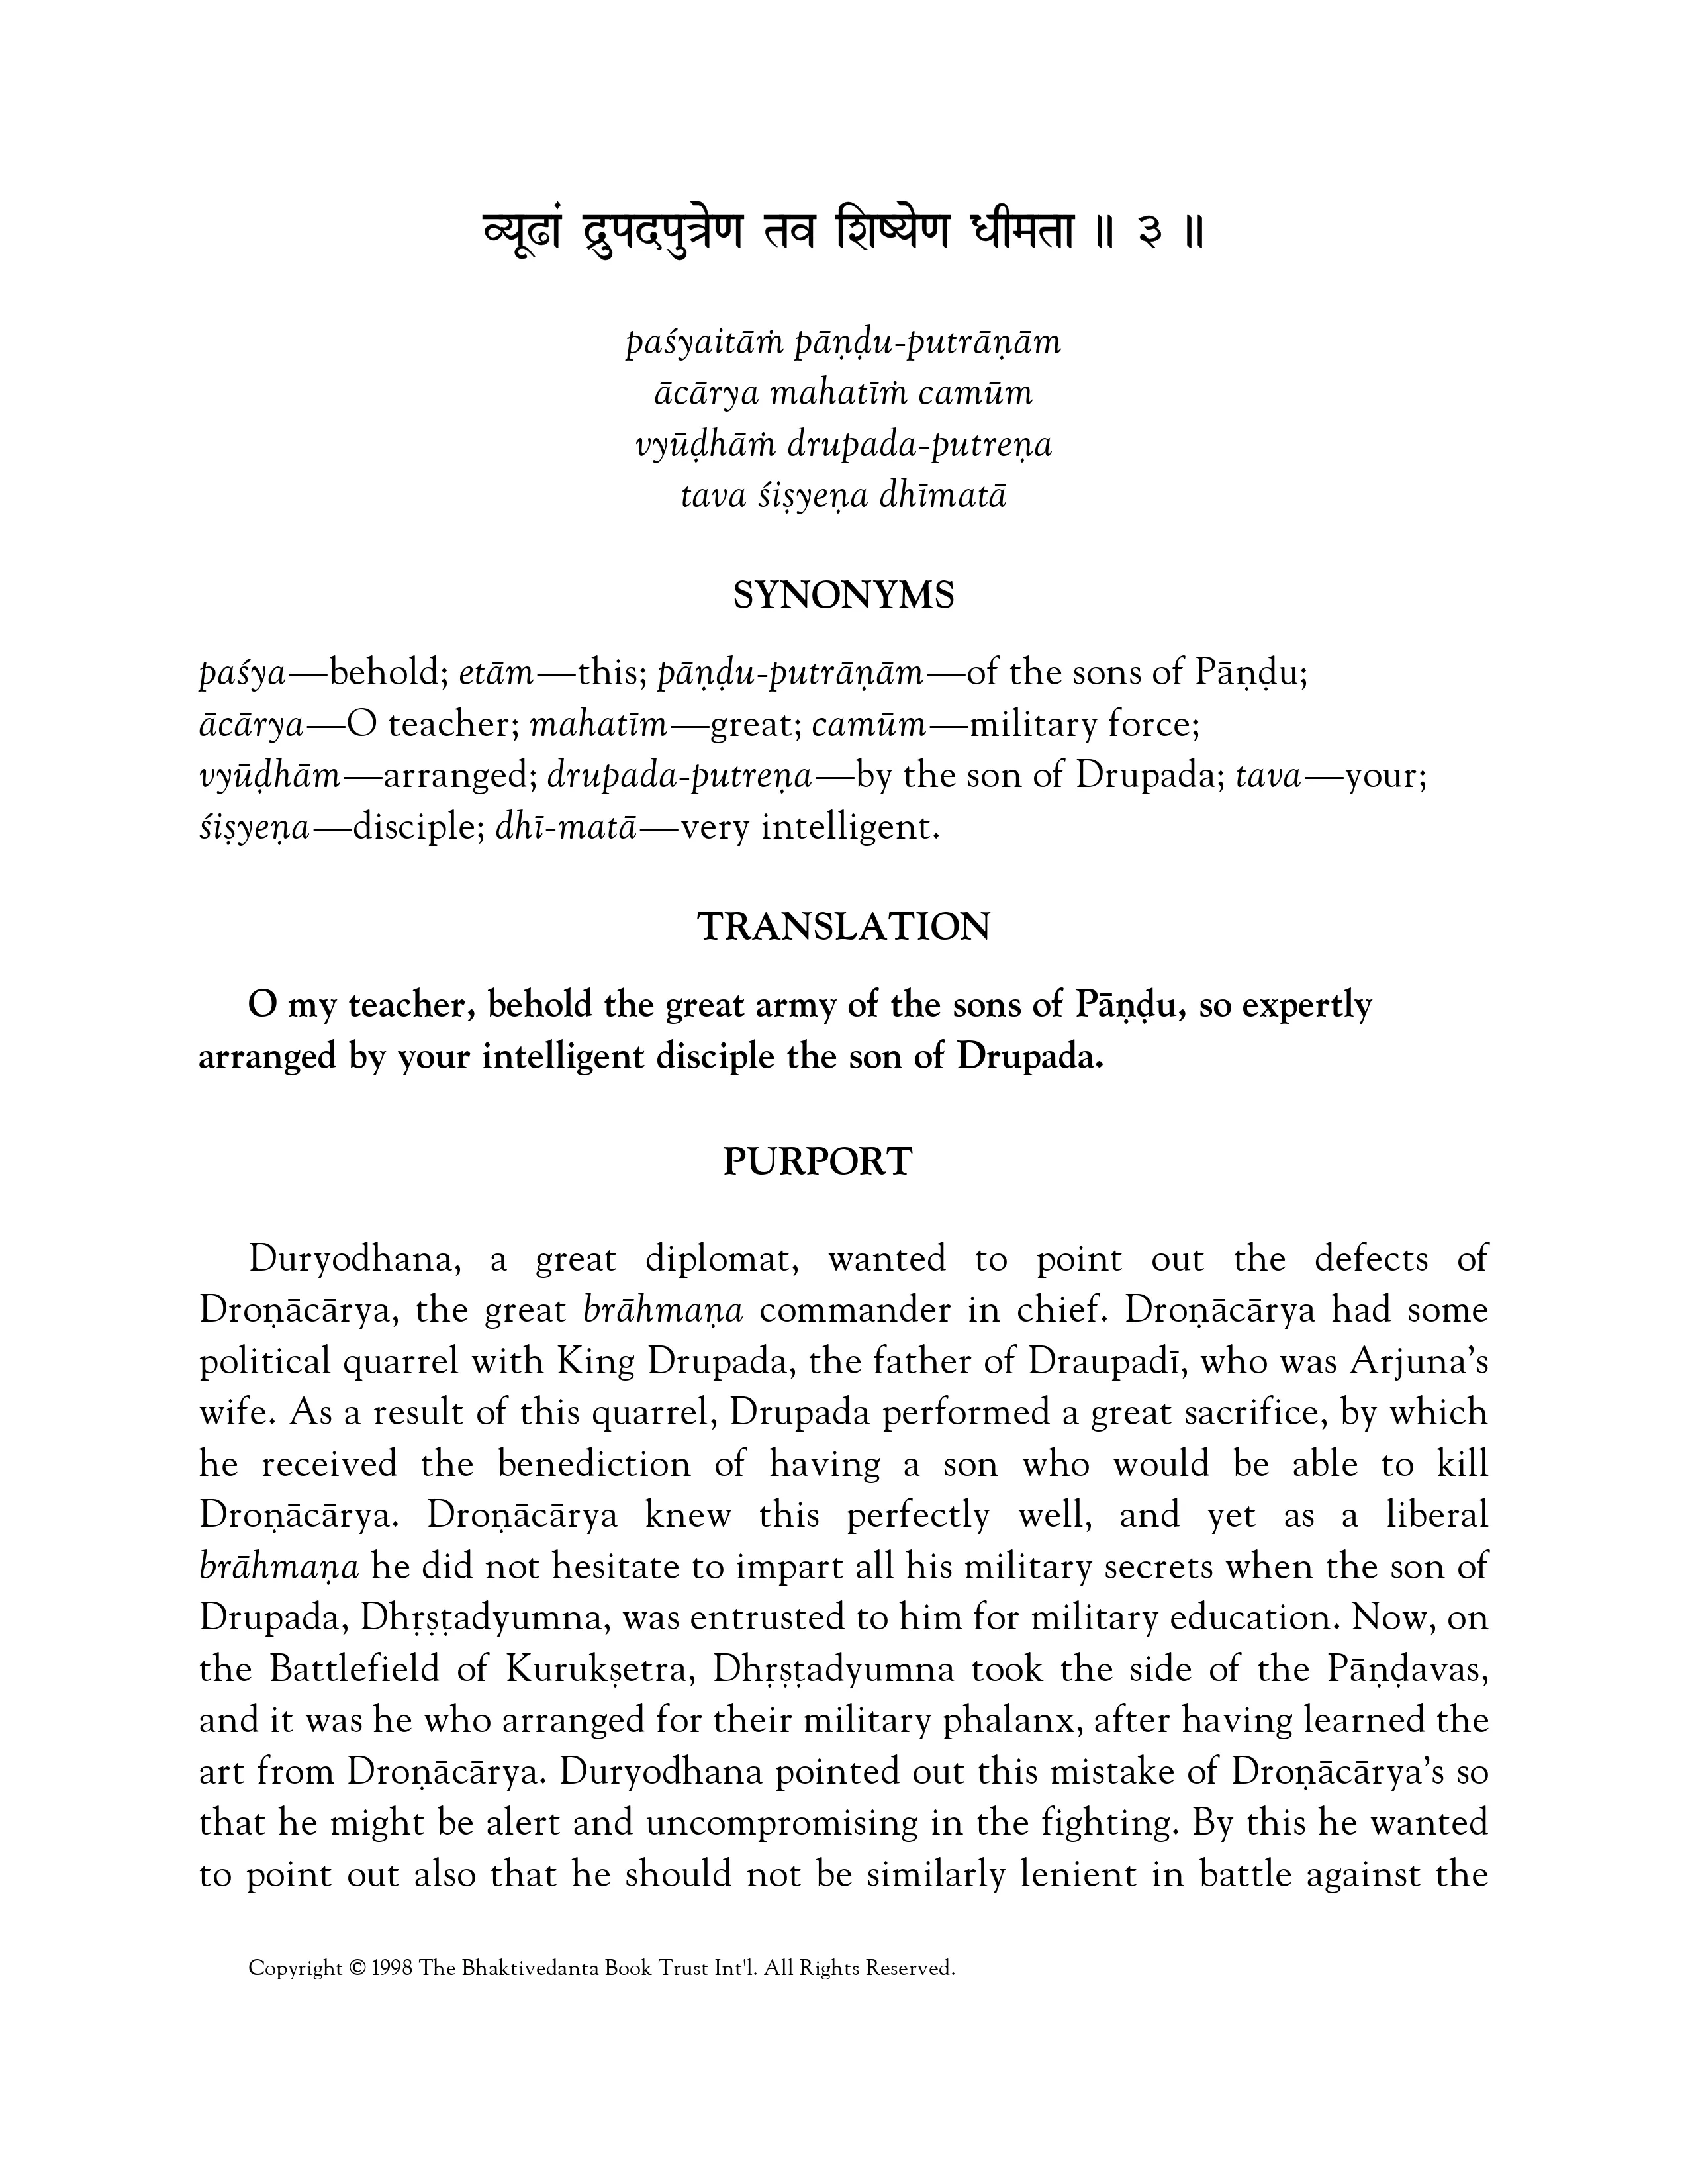 व्यूढां द्रुपदपुत्रेण तव शिष्येण धीमता ॥ ३ ॥
paśyaitāṁ pāṇḍu-putrāṇām
ācārya mahatīṁ camūm
vyūḍhāṁ drupada-putreṇa
tava śiṣyeṇa dhīmatā
SYNONYMS
paśya—behold; etām—this; pāṇḍu-putrāṇām—of the sons of Pāṇḍu;
ācārya—O teacher; mahatīm—great; camūm—military force;
vyūḍhām—arranged; drupada-putreṇa—by the son of Drupada; tava—your;
śiṣyeṇa—disciple; dhī-matā—very intelligent.
TRANSLATION
O my teacher, behold the great army of the sons of Pāṇḍu, so expertly
arranged by your intelligent disciple the son of Drupada.
PURPORT
Duryodhana, a great diplomat, wanted to point out the defects of
Droṇācārya, the great brāhmaṇa commander in chief. Droṇācārya had some
political quarrel with King Drupada, the father of Draupadī, who was Arjuna’s
wife. As a result of this quarrel, Drupada performed a great sacrifice, by which
he received the benediction of having a son who would be able to kill
Droṇācārya. Droṇācārya knew this perfectly well, and yet as a liberal
brāhmaṇa he did not hesitate to impart all his military secrets when the son of
Drupada, Dhṛṣṭadyumna, was entrusted to him for military education. Now, on
the Battlefield of Kurukṣetra, Dhṛṣṭadyumna took the side of the Pāṇḍavas,
and it was he who arranged for their military phalanx, after having learned the
art from Droṇācārya. Duryodhana pointed out this mistake of Droṇācārya’s so
that he might be alert and uncompromising in the fighting. By this he wanted
to point out also that he should not be similarly lenient in battle against the
Copyright © 1998 The Bhaktivedanta Book Trust Int'l. All Rights Reserved.